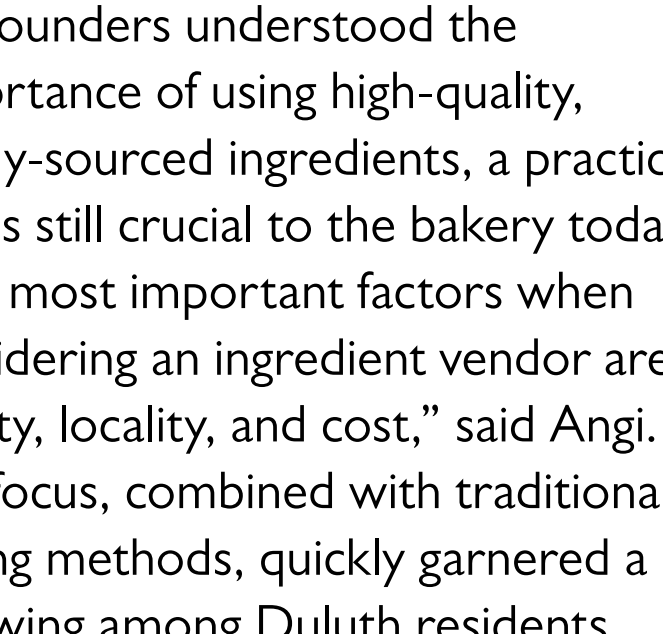 ounders understood the
rtance of using high-quality,
y-sourced ingredients, a practic
s still crucial to the bakery toda
most important factors when
idering an ingredient vendor are
ty, locality, and cost,” said Angi.
focus, combined with traditiona
ng methods, quickly garnered a
wing among Duluth residents